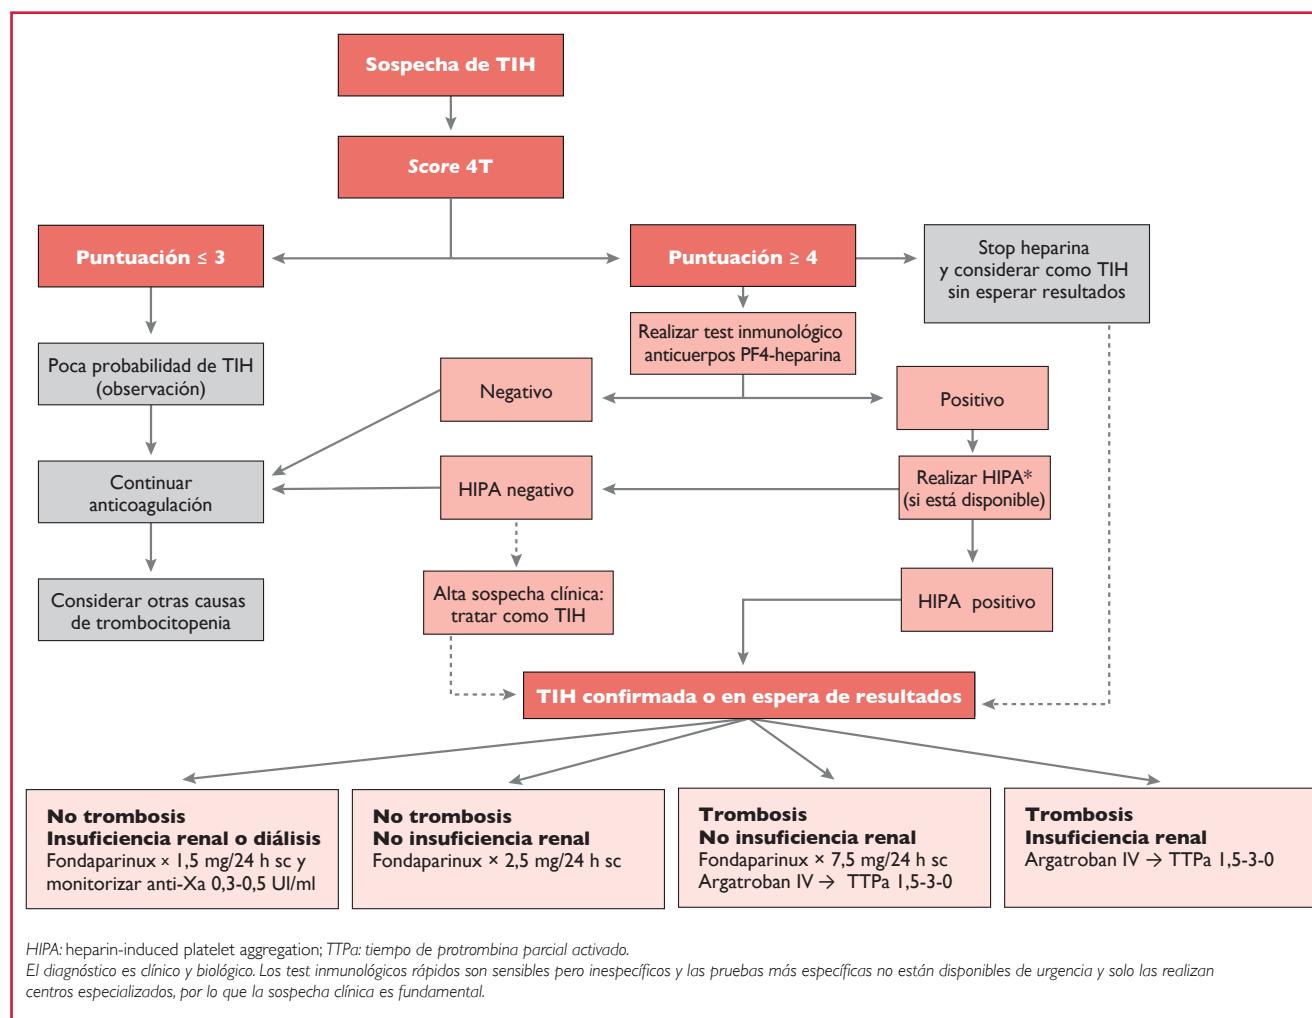 Sospecha de TIH
Score 4T
Puntuación ≤ 3
Puntuación ≥ 4
Stop heparina
y considerar como TIH
sin esperar resultados
Poca probabilidad de TIH
(observación)
Realizar test inmunológico
anticuerpos PF4-heparina
Negativo
Positivo
Continuar
anticoagulación
HIPA negativo
Realizar HIPA*
(si está disponible)
Considerar otras causas
de trombocitopenia
Alta sospecha clínica:
tratar como TIH
HIPA positivo
TIH confirmada o en espera de resultados
No trombosis
Insuficiencia renal o diálisis
Fondaparinux × 1,5 mg/24 h sc y
monitorizar anti-Xa 0,3-0,5 UI/ml
No trombosis
No insuficiencia renal
Fondaparinux × 2,5 mg/24 h sc
Trombosis
No insuficiencia renal
Fondaparinux × 7,5 mg/24 h sc
Argatroban IV → TTPa 1,5-3-0
Trombosis
Insuficiencia renal
Argatroban IV → TTPa 1,5-3-0
HIPA: heparin-induced platelet aggregation; TTPa: tiempo de protrombina parcial activado.
El diagnóstico es clínico y biológico. Los test inmunológicos rápidos son sensibles pero inespecíficos y las pruebas más específicas no están disponibles de urgencia y solo las realizan
centros especializados, por lo que la sospecha clínica es fundamental.